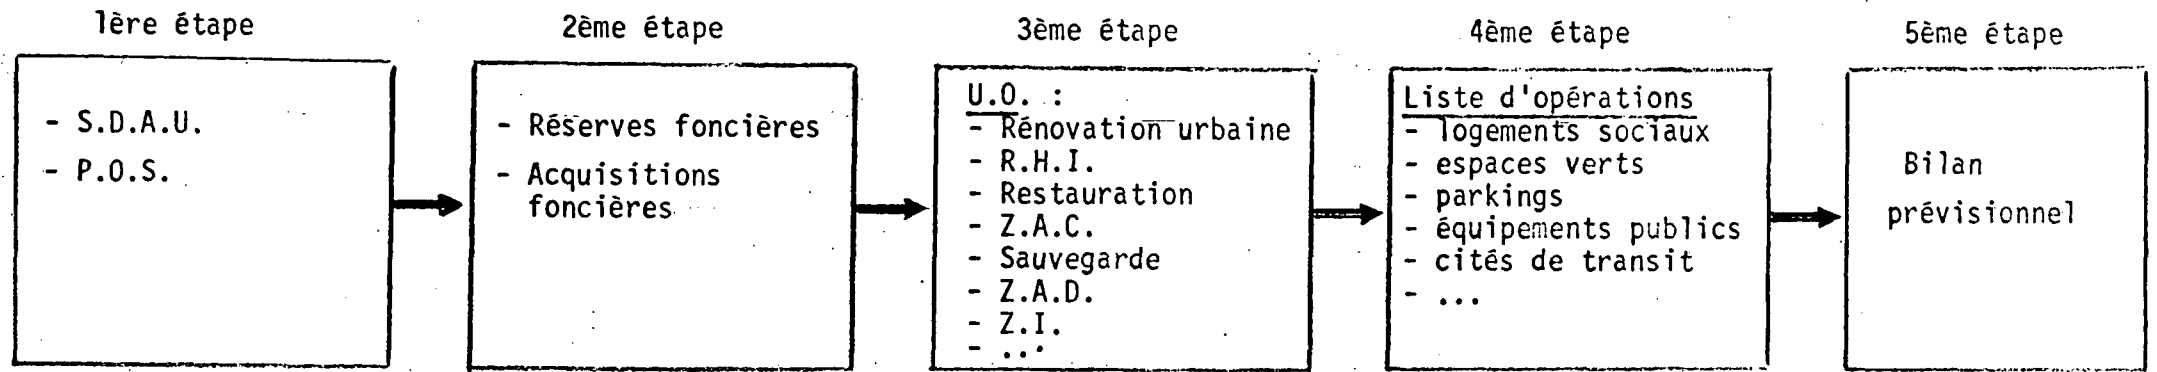 1ère étape
- S.D.A.U.
- P.O.S.
2ème étape
- Réserves foncières
- Acquisitions
foncières
3ème étape
U.O. :
- Rénovation urbaine
- R.H.I.
- Restauration
- Z.A.C.
- Sauvegarde
- Z.A.D.
- Z.I.
- ...
4ème étape
Liste d'opérations
- logements sociaux
- espaces verts
- parkings
- équipements publics
- cités de transit
- ...
5ème étape
Bilan
prévisionnel